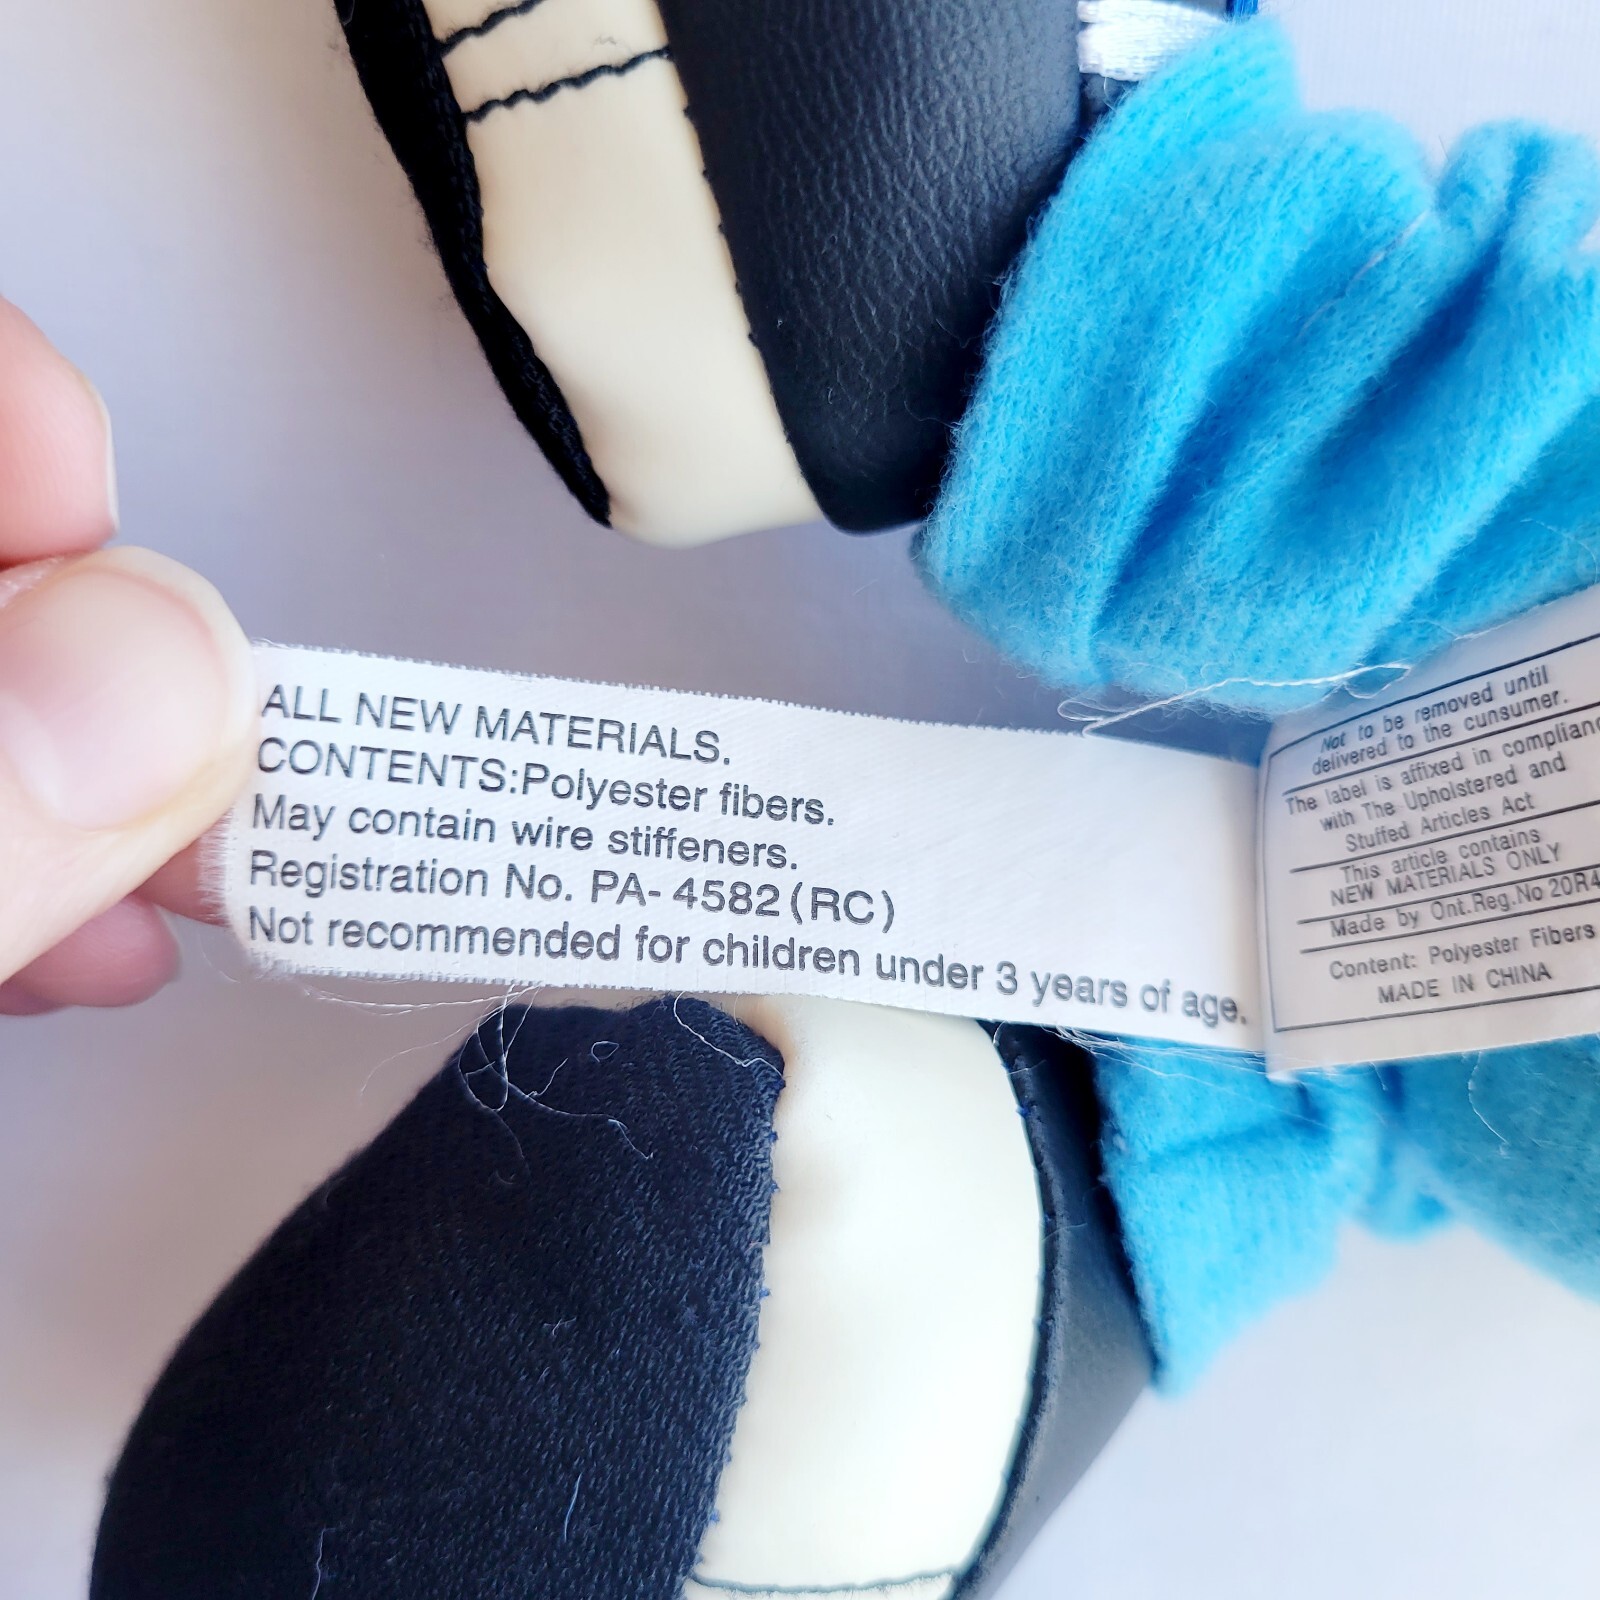 ALL NEW MATERIALS.
CONTENTS:Polyester fibers.
May contain wire stiffeners.
Registration No. PA- 4582(RC)
Not recommended for children under 3 years of age.
Not to be removed until
delivered to the cunsumer.
The label is affixed in complianc
with The Upholstered and
Stuffed Articles Act
This article contains
NEW MATERIALS ONLY
Made by Ont.Reg.No 20R4
Content: Polyester Fibers
MADE IN CHINA